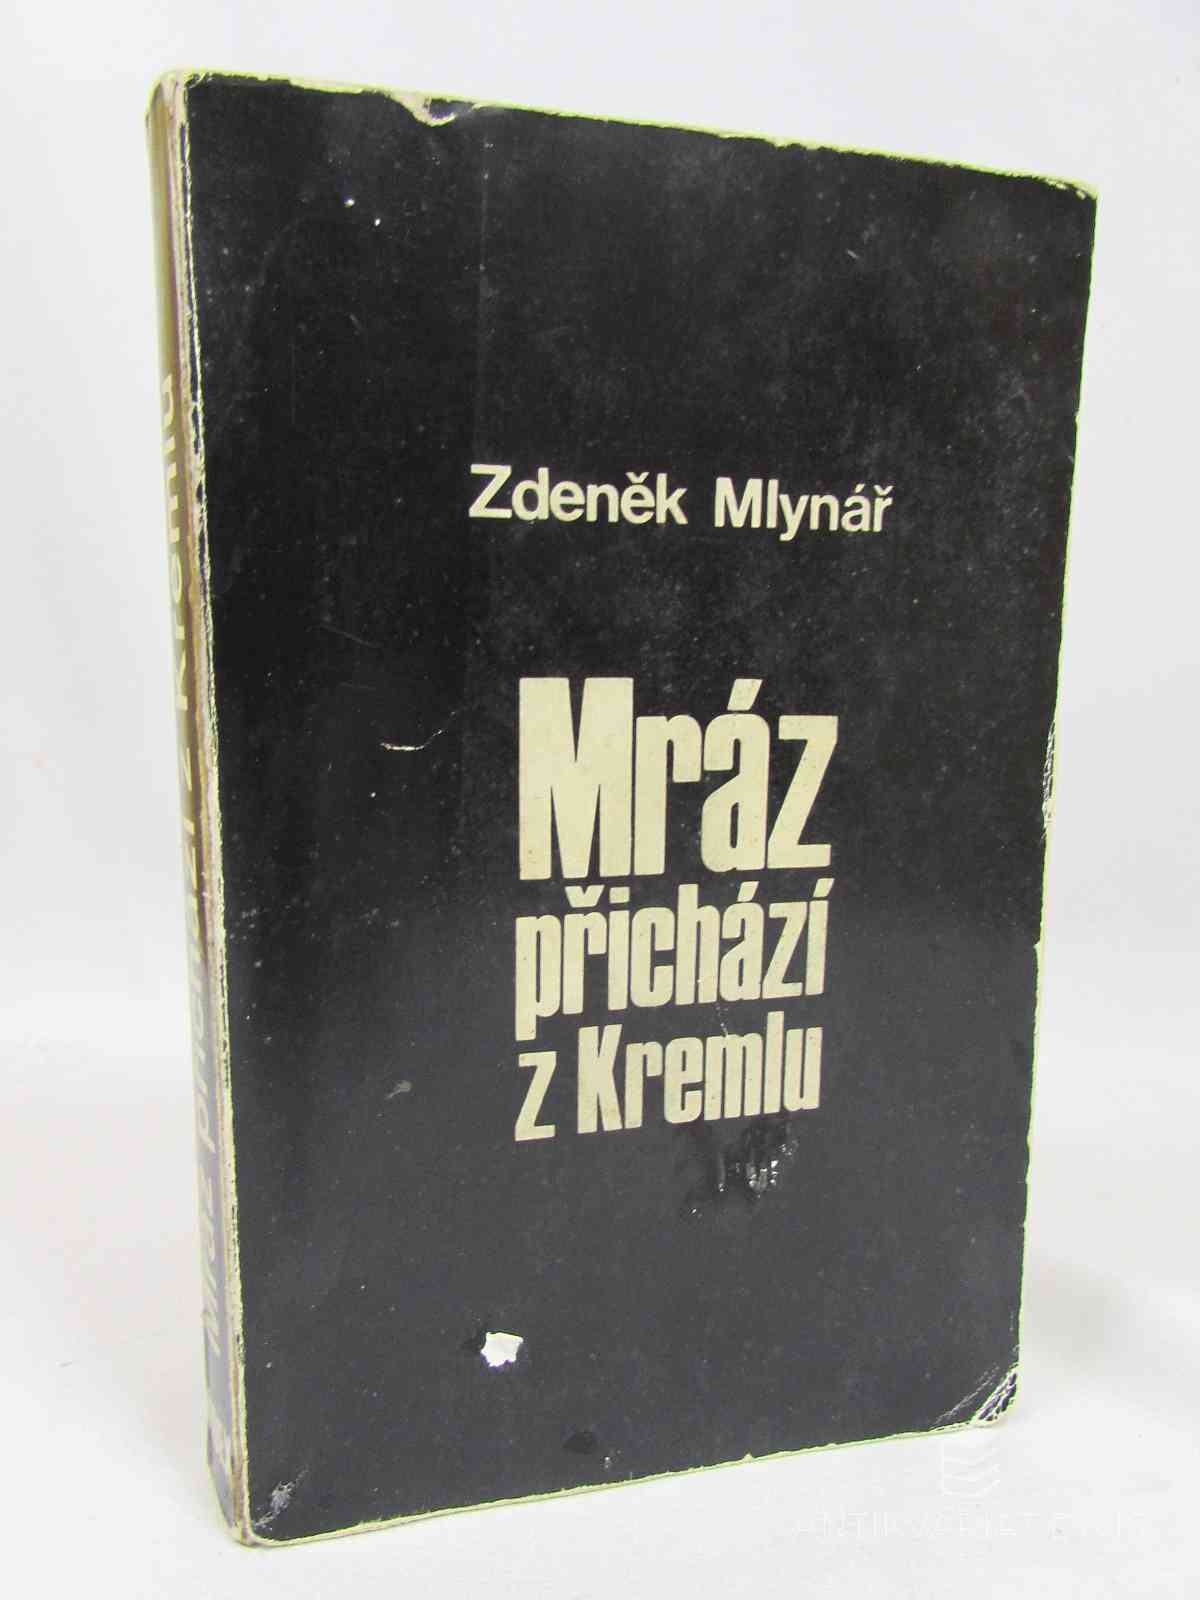 Zdeněk Mlynář
Mráz
přichází
z Kremlu
Mráz přichází z Kremlu